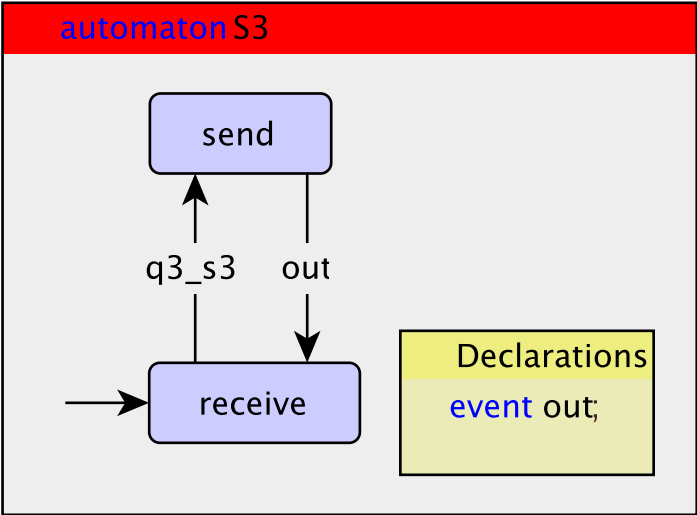 automaton S3
send
q3_s3
out
receive
Declarations
event out;